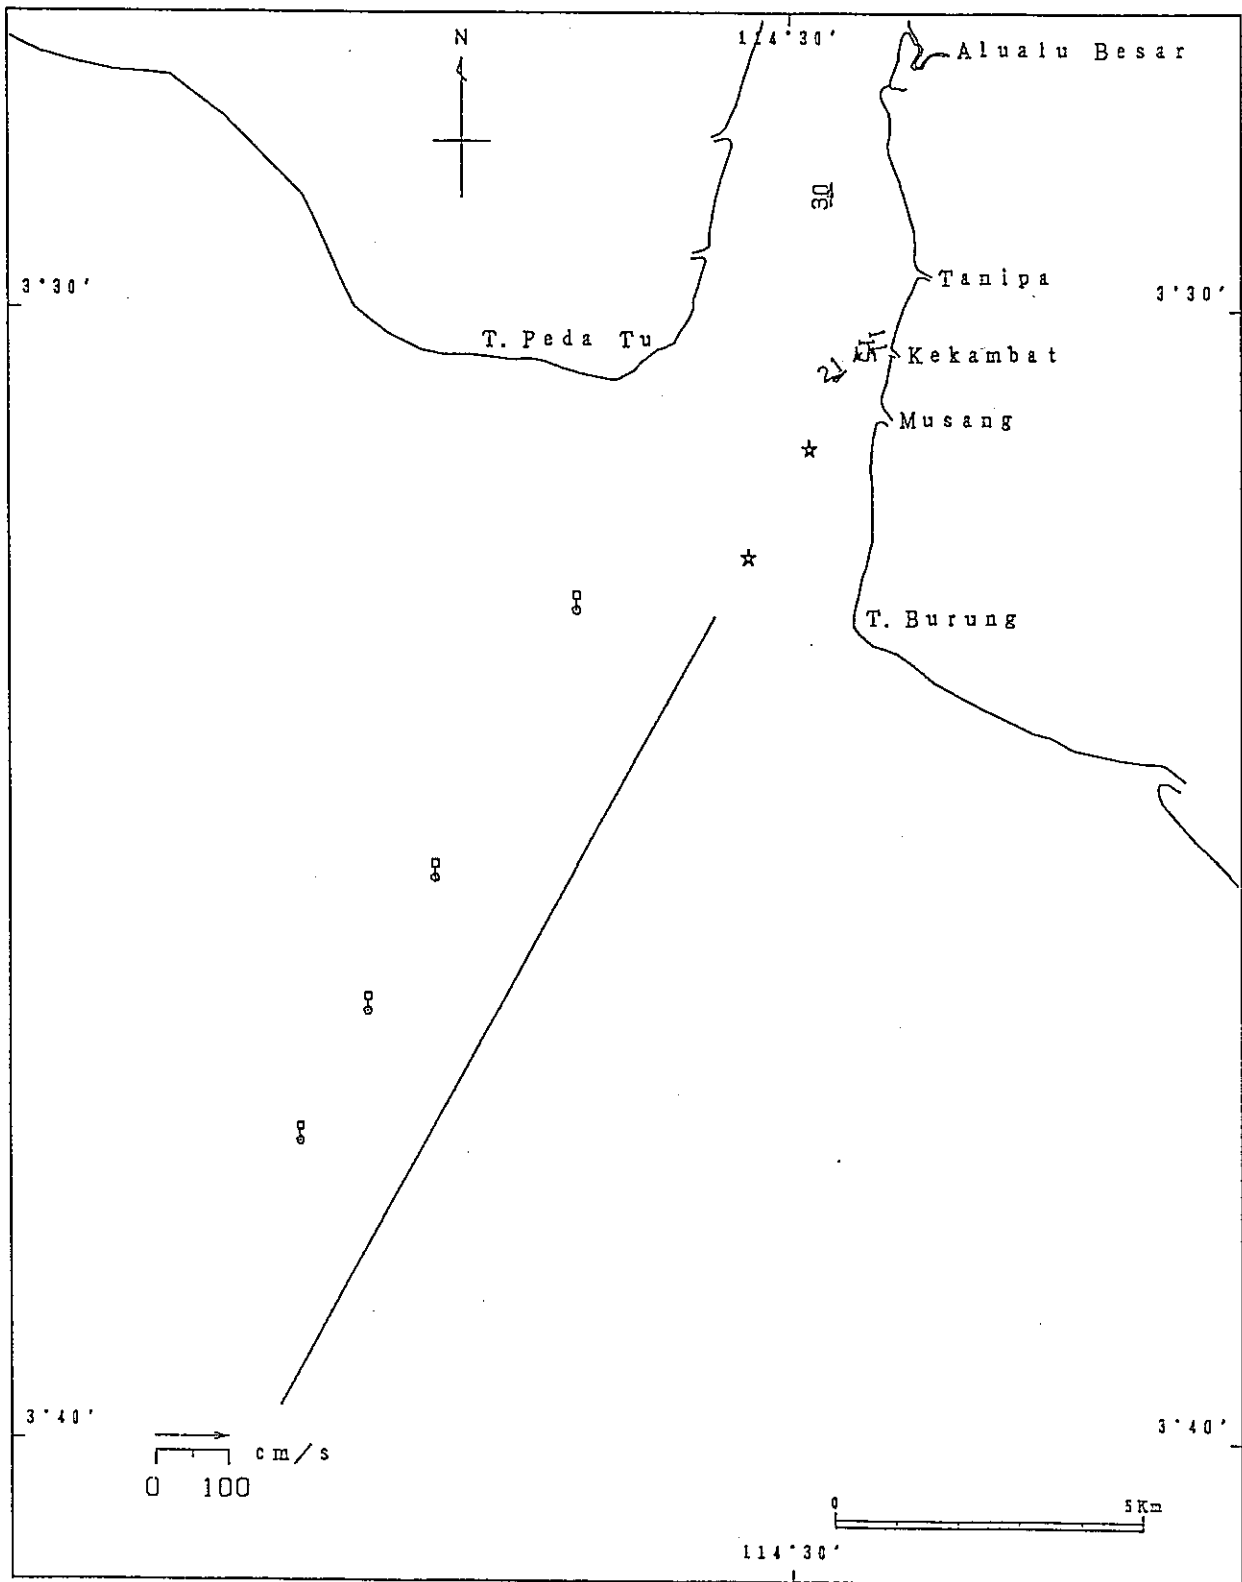 N
114°30′
Alualu Besar
30
3°30′
3°30′
Tanipa
T. Peda Tu
Kekambat
21
Musang
T. Burung
3°40′
3°40′
cm/s
0 100
0 5Km
114°30′